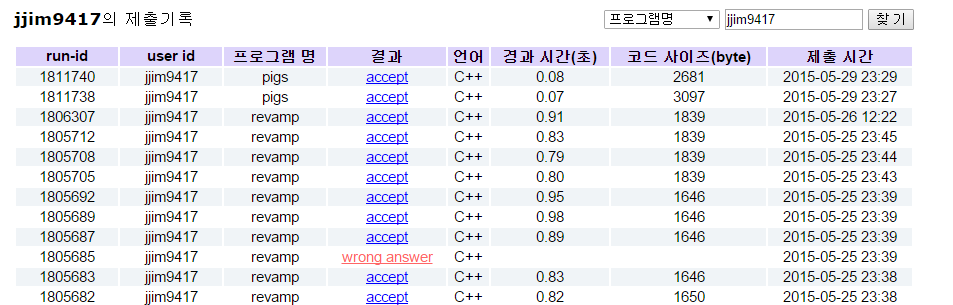 jjim9417의 제출기록 프로그램명 jjim9417 찾기
run-id user id 프로그램 명 결과 언어 경과 시간(초) 코드 사이즈(byte) 제출 시간
1811740 jjim9417 pigs accept C++ 0.08 2681 2015-05-29 23:29
1811738 jjim9417 pigs accept C++ 0.07 3097 2015-05-29 23:27
1806307 jjim9417 revamp accept C++ 0.91 1839 2015-05-26 12:22
1805712 jjim9417 revamp accept C++ 0.83 1839 2015-05-25 23:45
1805708 jjim9417 revamp accept C++ 0.79 1839 2015-05-25 23:44
1805705 jjim9417 revamp accept C++ 0.80 1839 2015-05-25 23:43
1805692 jjim9417 revamp accept C++ 0.95 1646 2015-05-25 23:39
1805689 jjim9417 revamp accept C++ 0.98 1646 2015-05-25 23:39
1805687 jjim9417 revamp accept C++ 0.89 1646 2015-05-25 23:39
1805685 jjim9417 revamp wrong answer C++ 2015-05-25 23:39
1805683 jjim9417 revamp accept C++ 0.83 1646 2015-05-25 23:38
1805682 jjim9417 revamp accept C++ 0.82 1650 2015-05-25 23:38